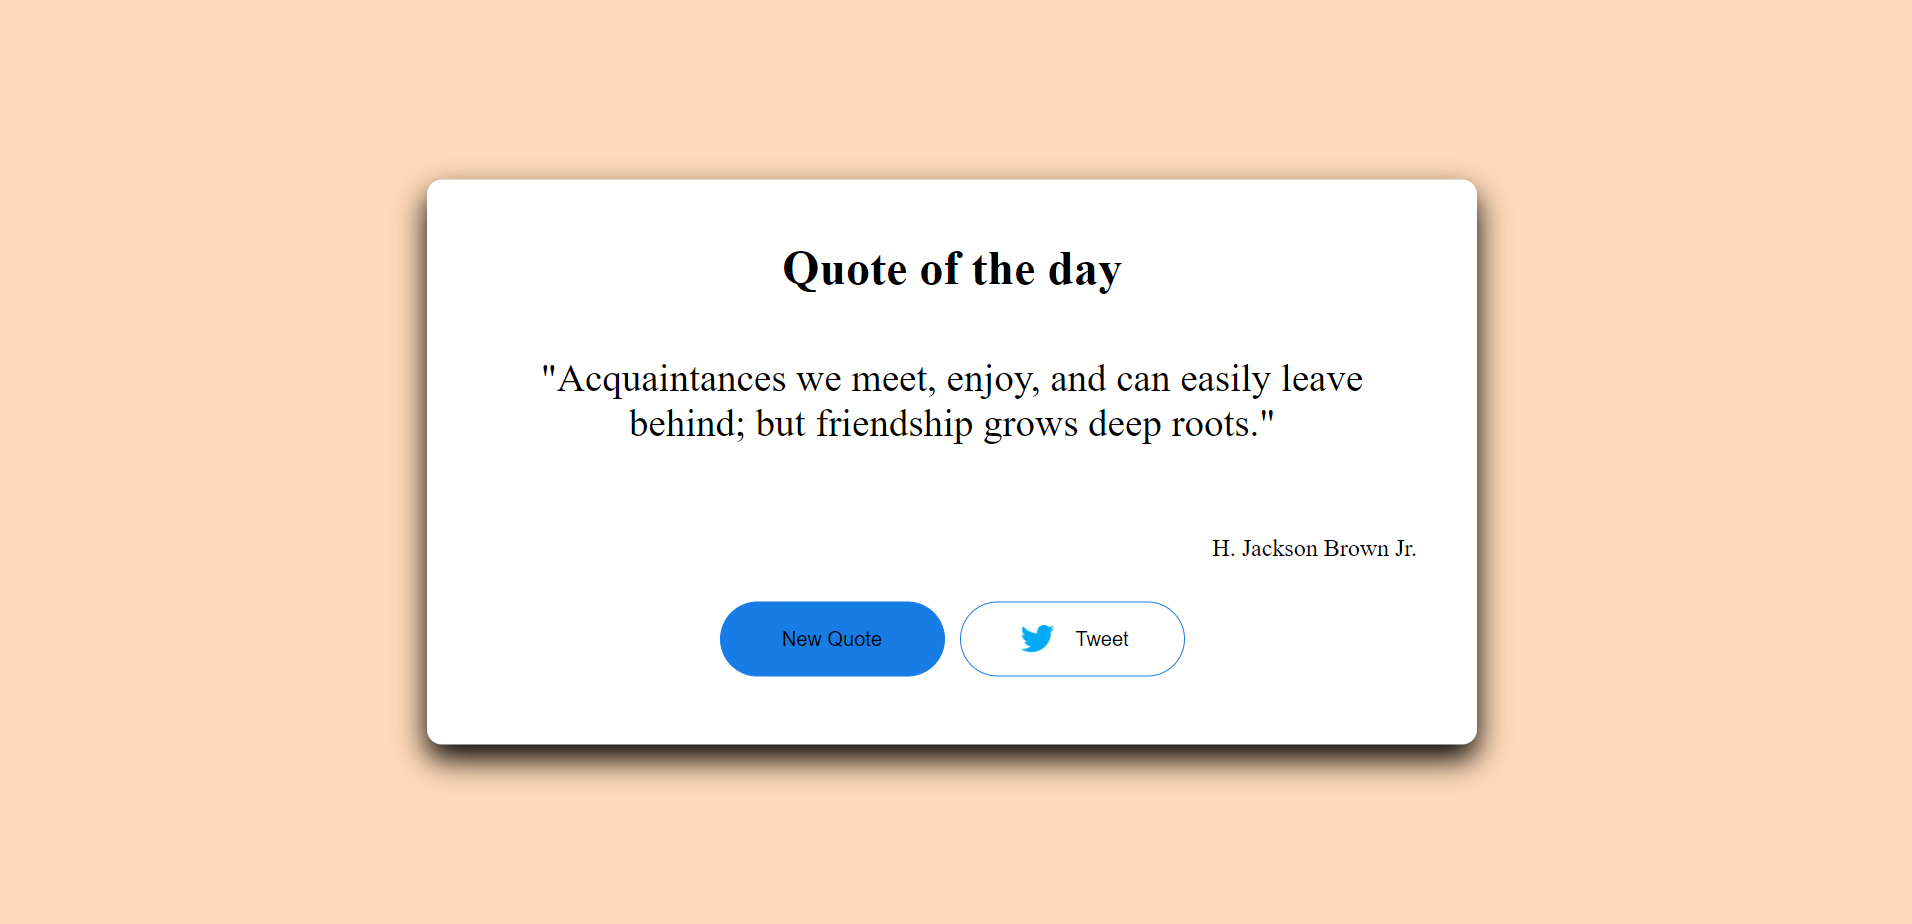 Quote of the day
"Acquaintances we meet, enjoy, and can easily leave
behind; but friendship grows deep roots."
H. Jackson Brown Jr.
New Quote
Tweet